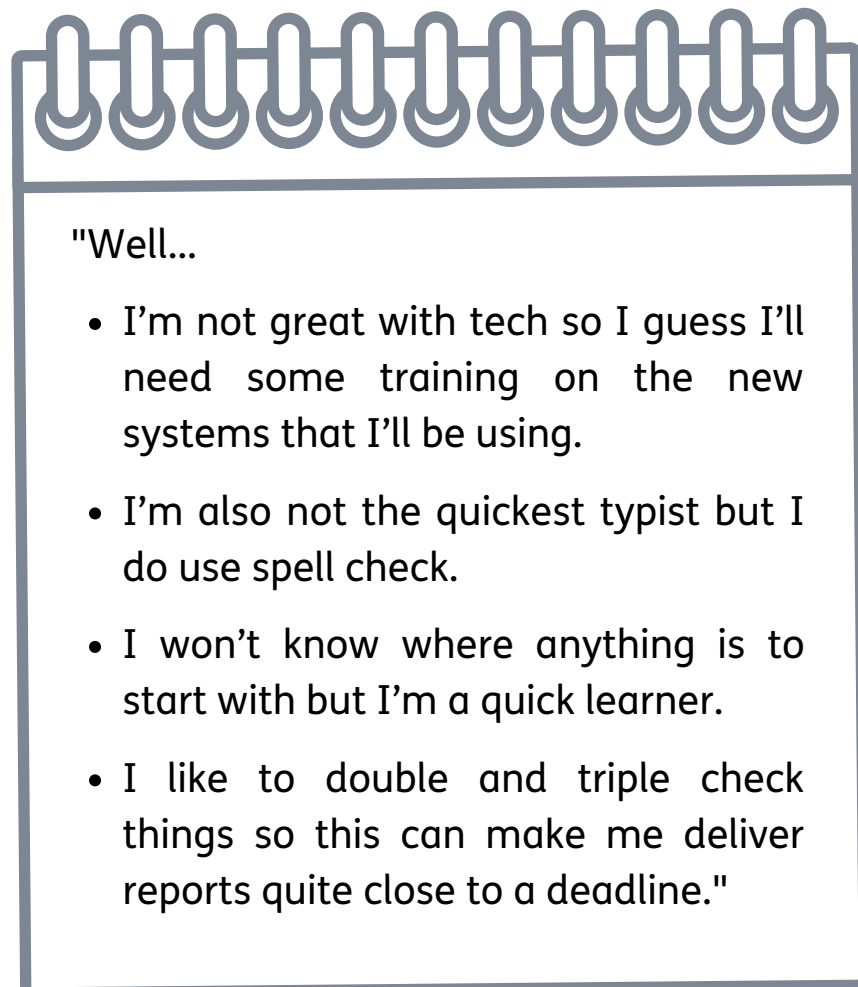 "Well...
• I’m not great with tech so I guess I’ll
need some training on the new
systems that I’ll be using.
• I’m also not the quickest typist but I
do use spell check.
• I won’t know where anything is to
start with but I’m a quick learner.
• I like to double and triple check
things so this can make me deliver
reports quite close to a deadline."